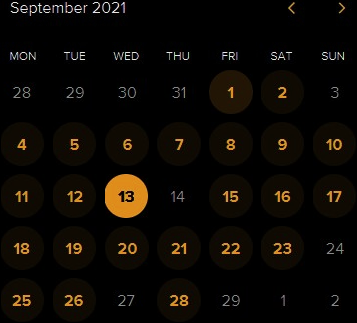 September 2021
MON TUE WED THU FRI SAT SUN
28 29 30 31 1 2 3
4 5 6 7 8 9 10
11 12 13 14 15 16 17
18 19 20 21 22 23 24
25 26 27 28 29 1 2